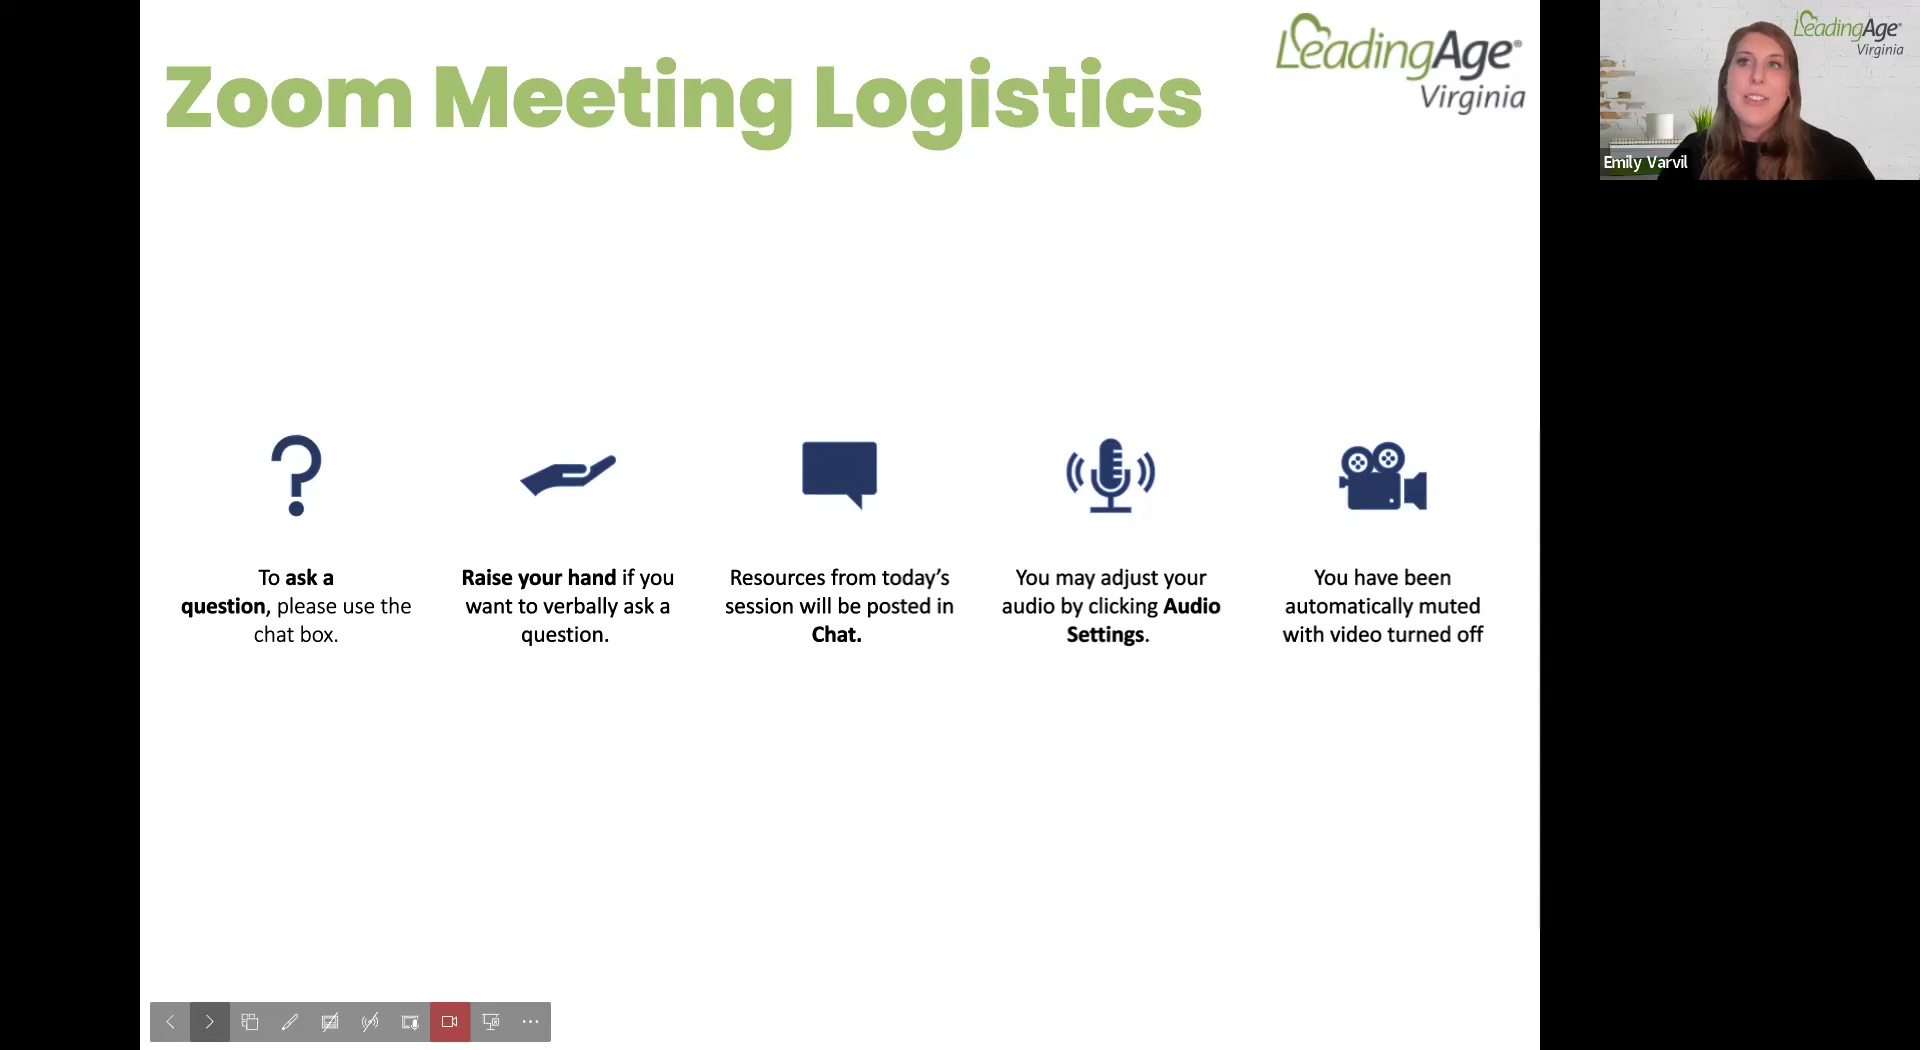 Zoom Meeting Logistics
LeadingAge®
Virginia
LeadingAge®
Virginia
Emily Varvil
To ask a
question, please use the
chat box.
Raise your hand if you
want to verbally ask a
question.
Resources from today’s
session will be posted in
Chat.
You may adjust your
audio by clicking Audio
Settings.
You have been
automatically muted
with video turned off